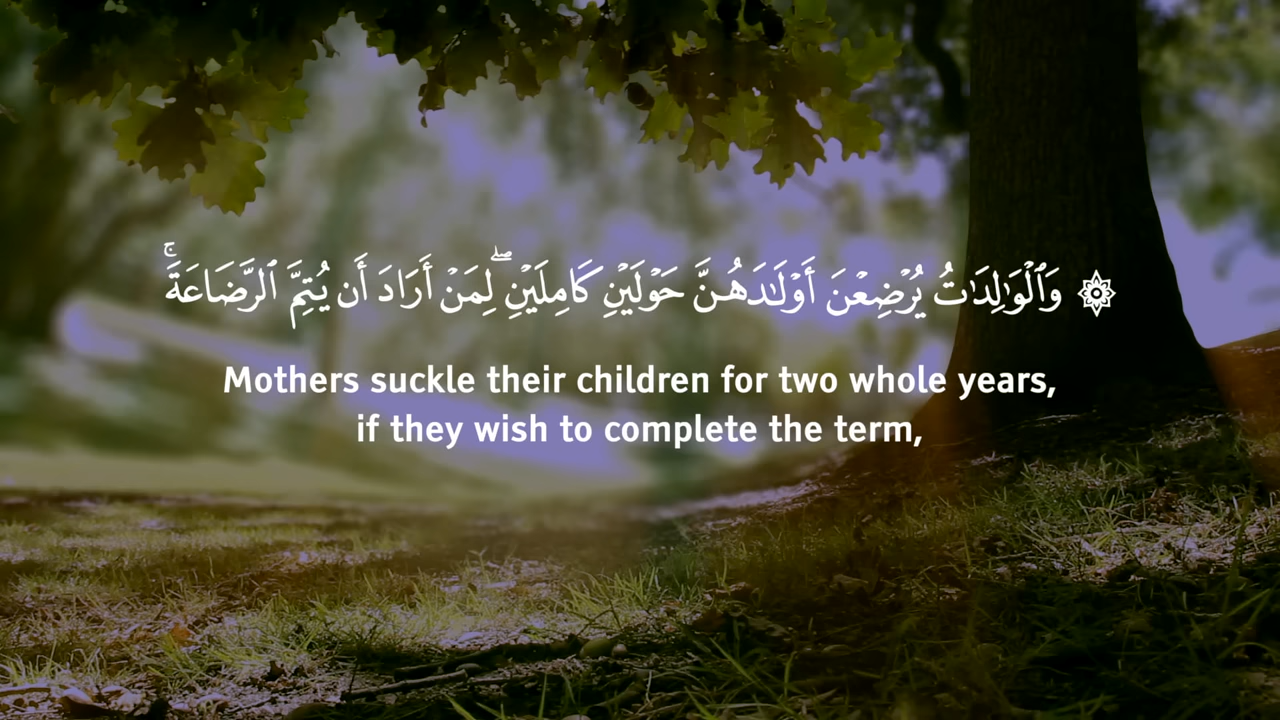 ۞ وَٱلْوَٰلِدَٰتُ يُرْضِعْنَ أَوْلَـٰدَهُنَّ حَوْلَيْنِ كَامِلَيْنِ ۖ لِمَنْ أَرَادَ أَن يُتِمَّ ٱلرَّضَاعَةَ ۚ
Mothers suckle their children for two whole years,
if they wish to complete the term,